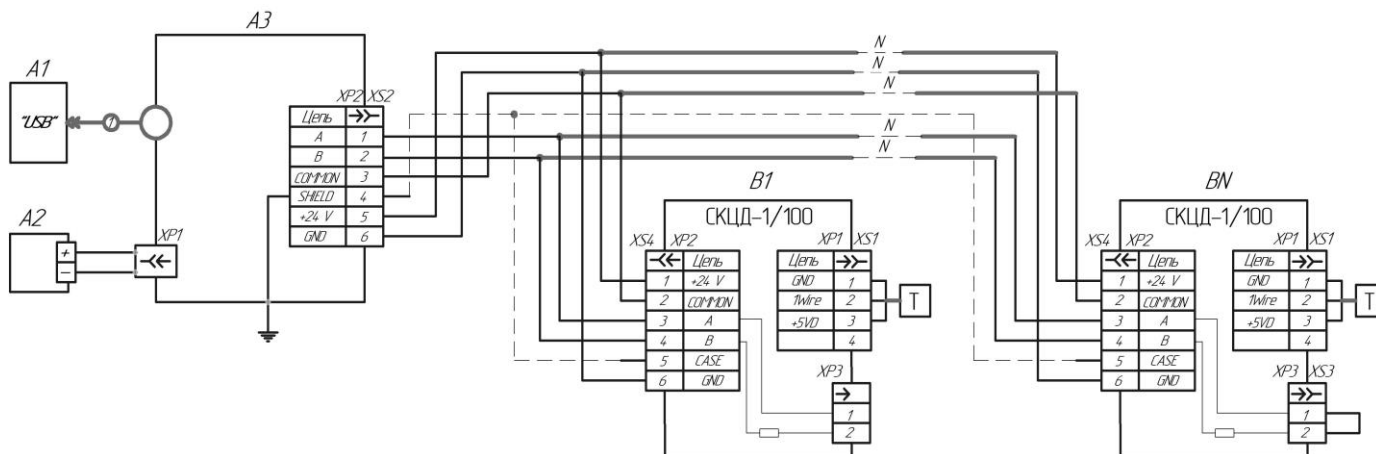 A1
"USB"
A2
+
–
A3
XP1
XP2 XS2
Цепь
A 1
B 2
COMMON 3
SHIELD 4
+24 V 5
GND 6
N
N
N
N
N
B1
СКЦД-1/100
XS4 XP2
Цепь
1 +24 V
2 COMMON
3 A
4 B
5 CASE
6 GND
XP1 XS1
Цепь
GND 1
1Wire 2
+5VD 3
4
T
XP3
1
2
BN
СКЦД-1/100
XS4 XP2
Цепь
1 +24 V
2 COMMON
3 A
4 B
5 CASE
6 GND
XP1 XS1
Цепь
GND 1
1Wire 2
+5VD 3
4
T
XP3 XS3
1
2